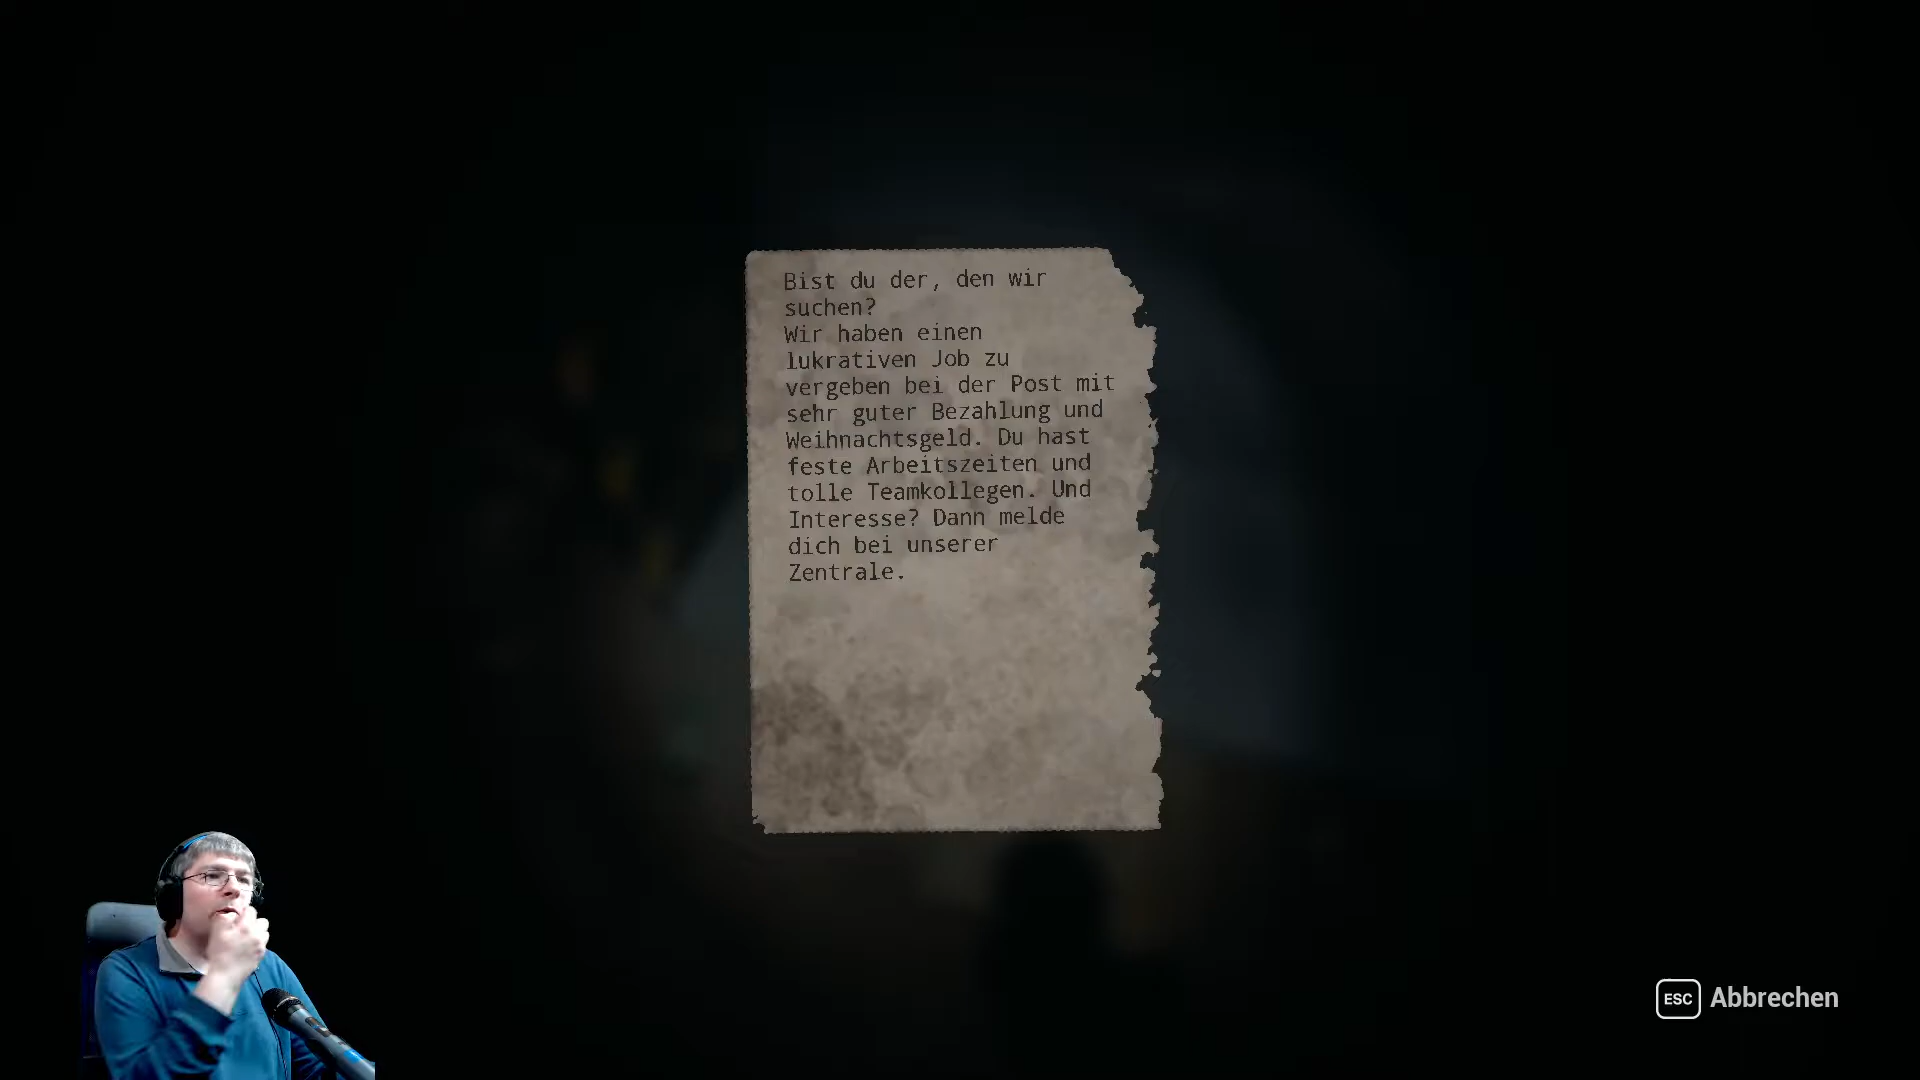 Bist du der, den wir
suchen?
Wir haben einen
lukrativen Job zu
vergeben bei der Post mit
sehr guter Bezahlung und
Weihnachtsgeld. Du hast
feste Arbeitszeiten und
tolle Teamkollegen. Und
Interesse? Dann melde
dich bei unserer
Zentrale.
ESC Abbrechen